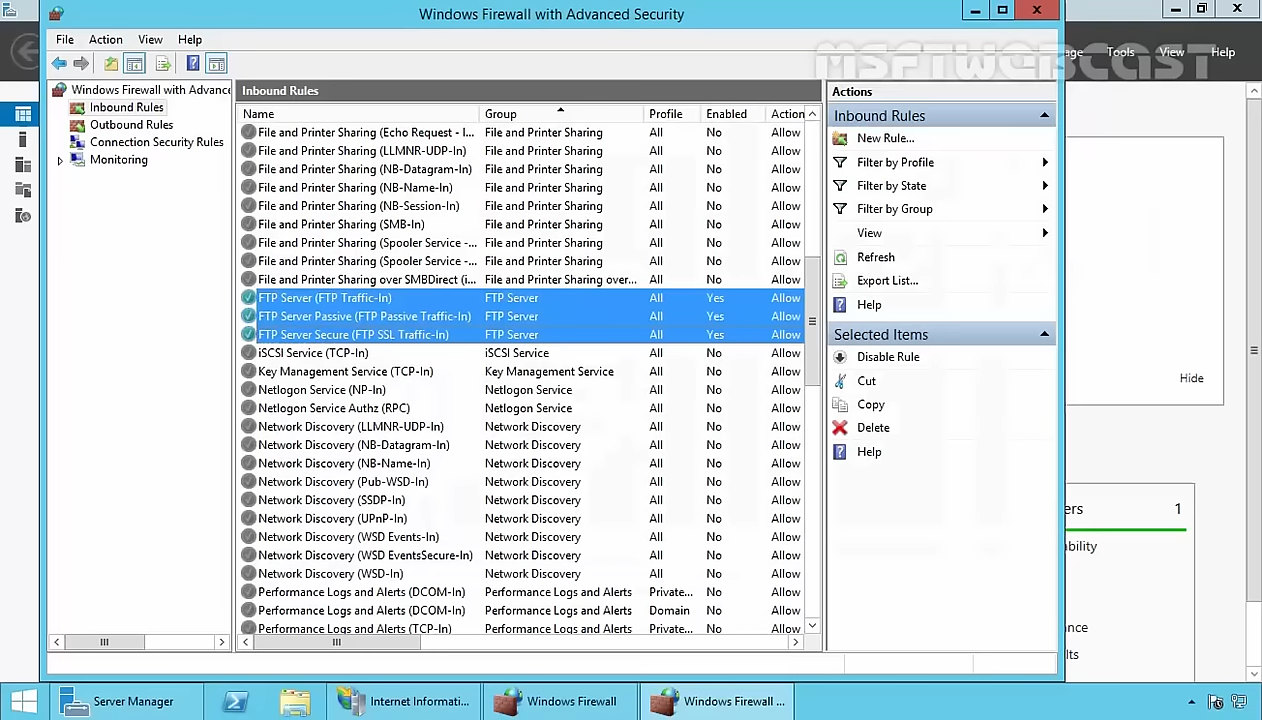 Windows Firewall with Advanced Security
File Action View Help
MSFTWEBCAST
Tools View Help
Windows Firewall with Advance
Inbound Rules
Outbound Rules
Connection Security Rules
Monitoring
Inbound Rules
Name Group Profile Enabled Action
File and Printer Sharing (Echo Request - I... File and Printer Sharing All No Allow
File and Printer Sharing (LLMNR-UDP-In) File and Printer Sharing All No Allow
File and Printer Sharing (NB-Datagram-In) File and Printer Sharing All No Allow
File and Printer Sharing (NB-Name-In) File and Printer Sharing All No Allow
File and Printer Sharing (NB-Session-In) File and Printer Sharing All No Allow
File and Printer Sharing (SMB-In) File and Printer Sharing All No Allow
File and Printer Sharing (Spooler Service -... File and Printer Sharing All No Allow
File and Printer Sharing (Spooler Service -... File and Printer Sharing All No Allow
File and Printer Sharing over SMBDirect (i... File and Printer Sharing over... All No Allow
FTP Server (FTP Traffic-In) FTP Server All Yes Allow
FTP Server Passive (FTP Passive Traffic-In) FTP Server All Yes Allow
FTP Server Secure (FTP SSL Traffic-In) FTP Server All Yes Allow
iSCSI Service (TCP-In) iSCSI Service All No Allow
Key Management Service (TCP-In) Key Management Service All No Allow
Netlogon Service (NP-In) Netlogon Service All No Allow
Netlogon Service Authz (RPC) Netlogon Service All No Allow
Network Discovery (LLMNR-UDP-In) Network Discovery All No Allow
Network Discovery (NB-Datagram-In) Network Discovery All No Allow
Network Discovery (NB-Name-In) Network Discovery All No Allow
Network Discovery (Pub-WSD-In) Network Discovery All No Allow
Network Discovery (SSDP-In) Network Discovery All No Allow
Network Discovery (UPnP-In) Network Discovery All No Allow
Network Discovery (WSD Events-In) Network Discovery All No Allow
Network Discovery (WSD EventsSecure-In) Network Discovery All No Allow
Network Discovery (WSD-In) Network Discovery All No Allow
Performance Logs and Alerts (DCOM-In) Performance Logs and Alerts Private... No Allow
Performance Logs and Alerts (DCOM-In) Performance Logs and Alerts Domain No Allow
Performance Logs and Alerts (TCP-In) Performance Logs and Alerts Private... No Allow
Actions
Inbound Rules
New Rule...
Filter by Profile
Filter by State
Filter by Group
View
Refresh
Export List...
Help
Selected Items
Disable Rule
Cut
Copy
Delete
Help
Hide
ers 1
ability
nce
lts
Server Manager
Internet Informati...
Windows Firewall
Windows Firewall ...